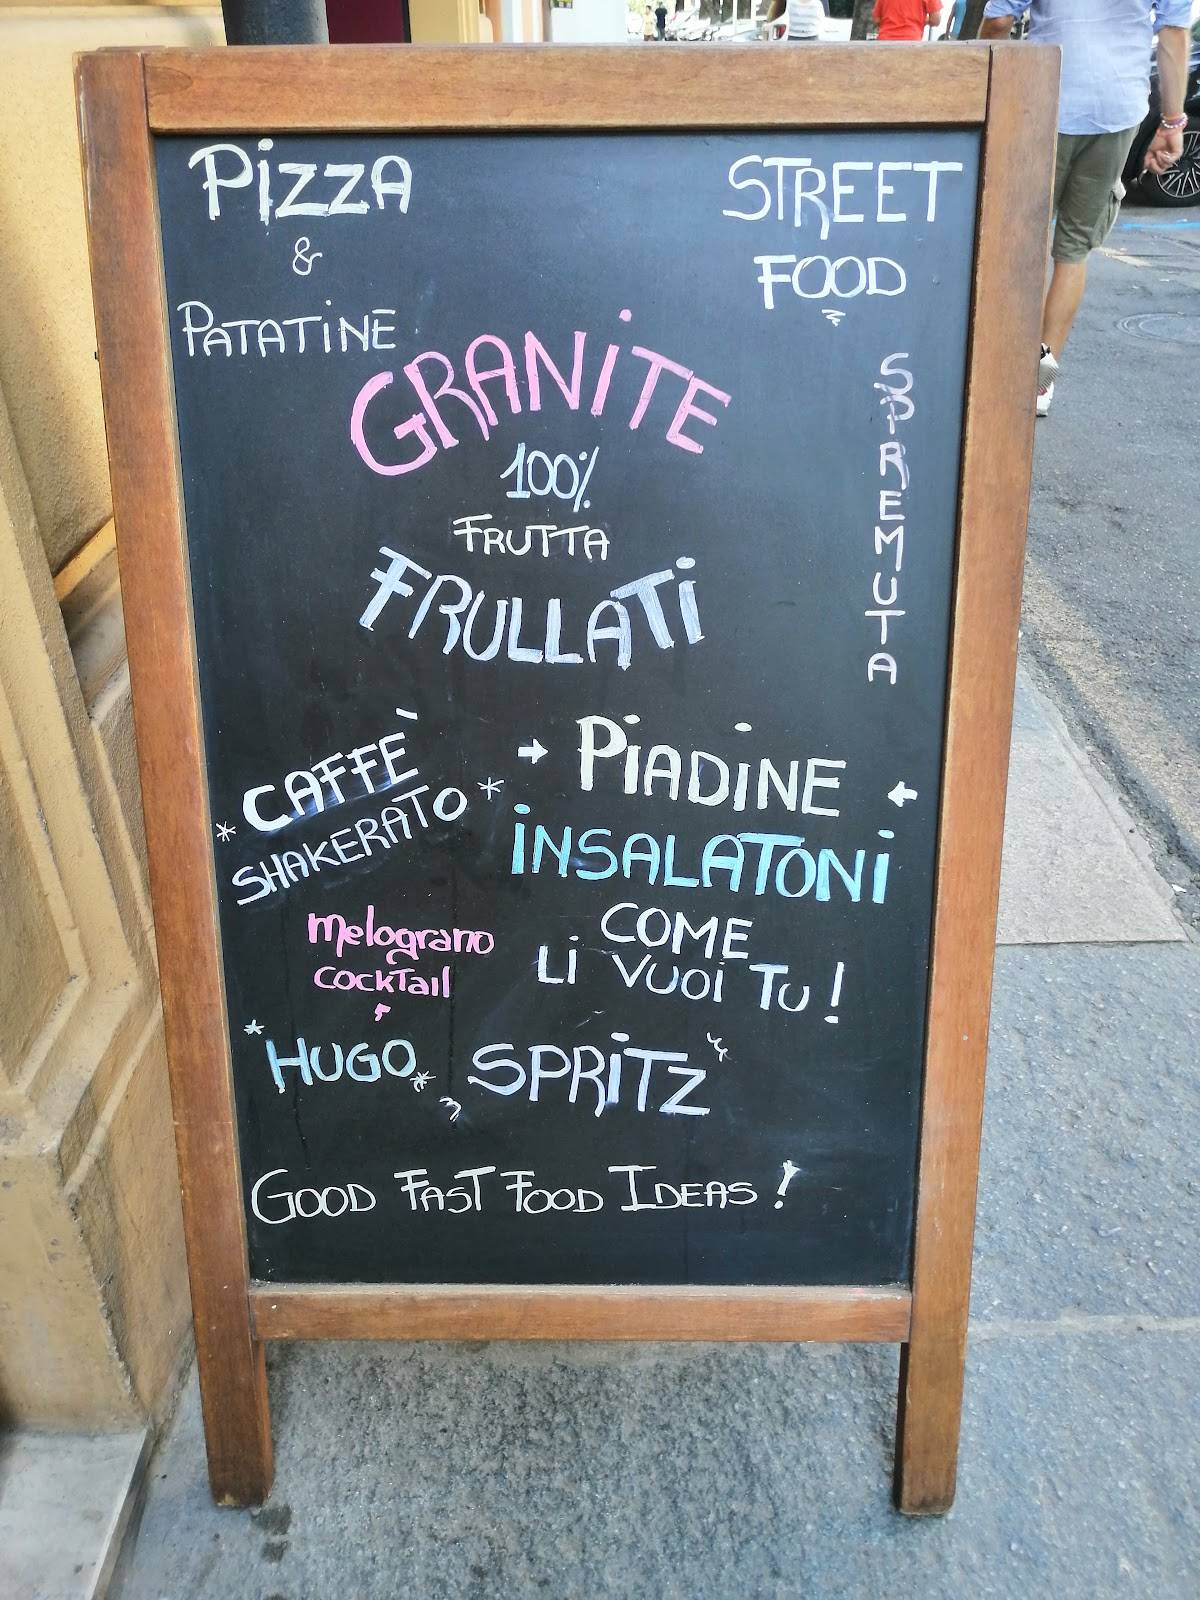 PiZZA
&
PATATiNE
STREET
FOOD
SPIREMUTA
GRANiTE
100%
FRUTTA
FRULLATi
CAFFÈ
SHAKERATO
PiADiNE
iNSALATONi
COME
Li VUOi TU!
melograno
cocktail
HUGO
SPRiTZ
GOOD FAST FOOD IDEAS!